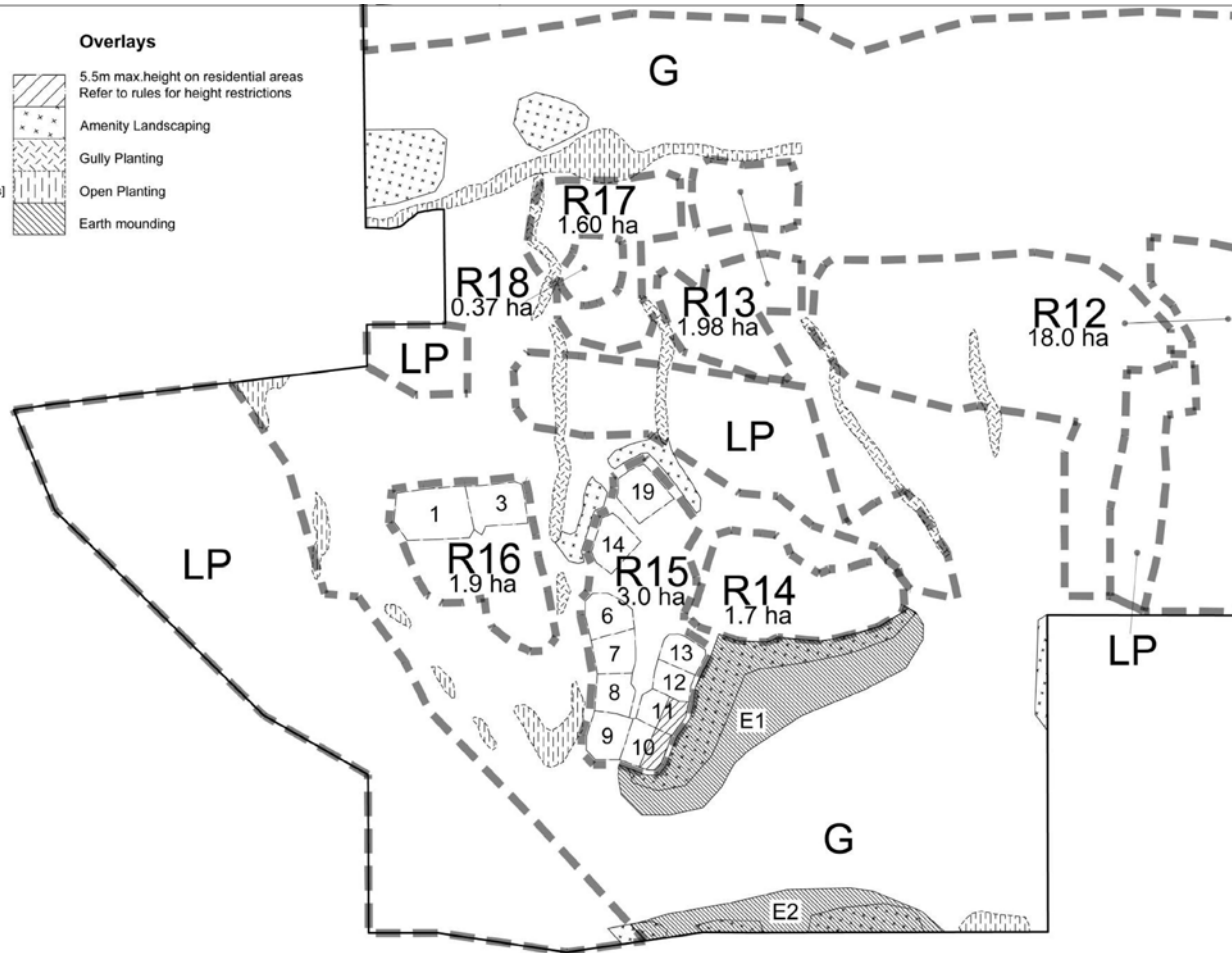 Overlays
5.5m max.height on residential areas
Refer to rules for height restrictions
Amenity Landscaping
Gully Planting
s]
Open Planting
Earth mounding
G
R17
1.60 ha
R18
0.37 ha
R13
1.98 ha
R12
18.0 ha
LP
LP
19
1
3
14
LP
R16
1.9 ha
R15
3.0 ha
R14
1.7 ha
6
7
13
LP
8
12
11
E1
9
10
G
E2